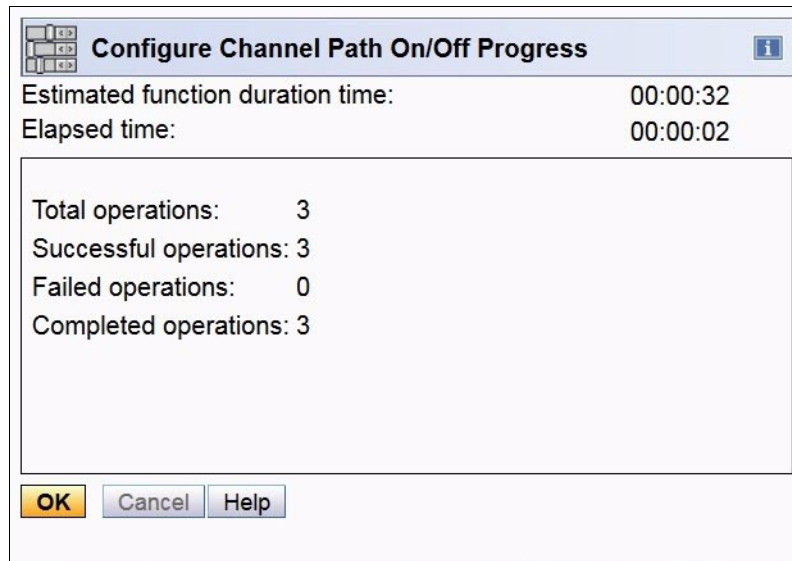 Configure Channel Path On/Off Progress
Estimated function duration time: 00:00:32
Elapsed time: 00:00:02
Total operations: 3
Successful operations: 3
Failed operations: 0
Completed operations: 3
OK Cancel Help